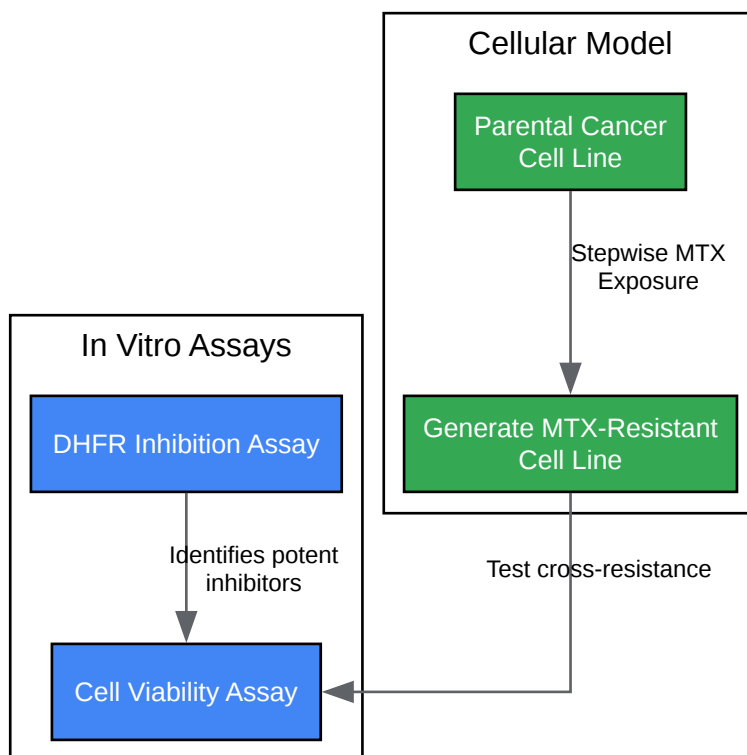 Cellular Model
Parental Cancer
Cell Line
Stepwise MTX
Exposure
Generate MTX-Resistant
Cell Line
Test cross-resistance
In Vitro Assays
DHFR Inhibition Assay
Identifies potent
inhibitors
Cell Viability Assay